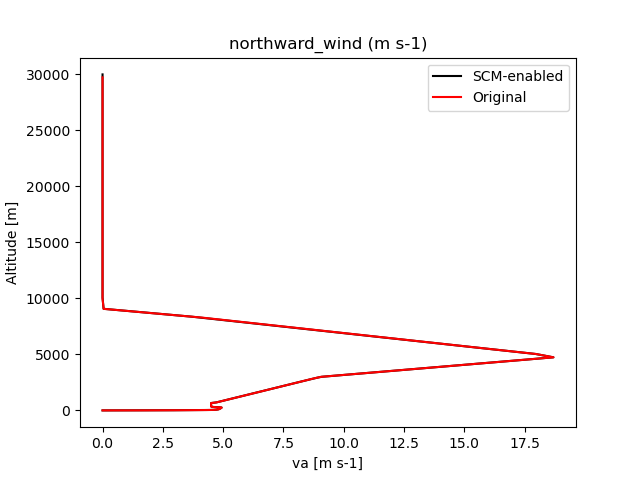 northward_wind (m s-1)
SCM-enabled
Original
Altitude [m]
30000
25000
20000
15000
10000
5000
0
0.0 2.5 5.0 7.5 10.0 12.5 15.0 17.5
va [m s-1]